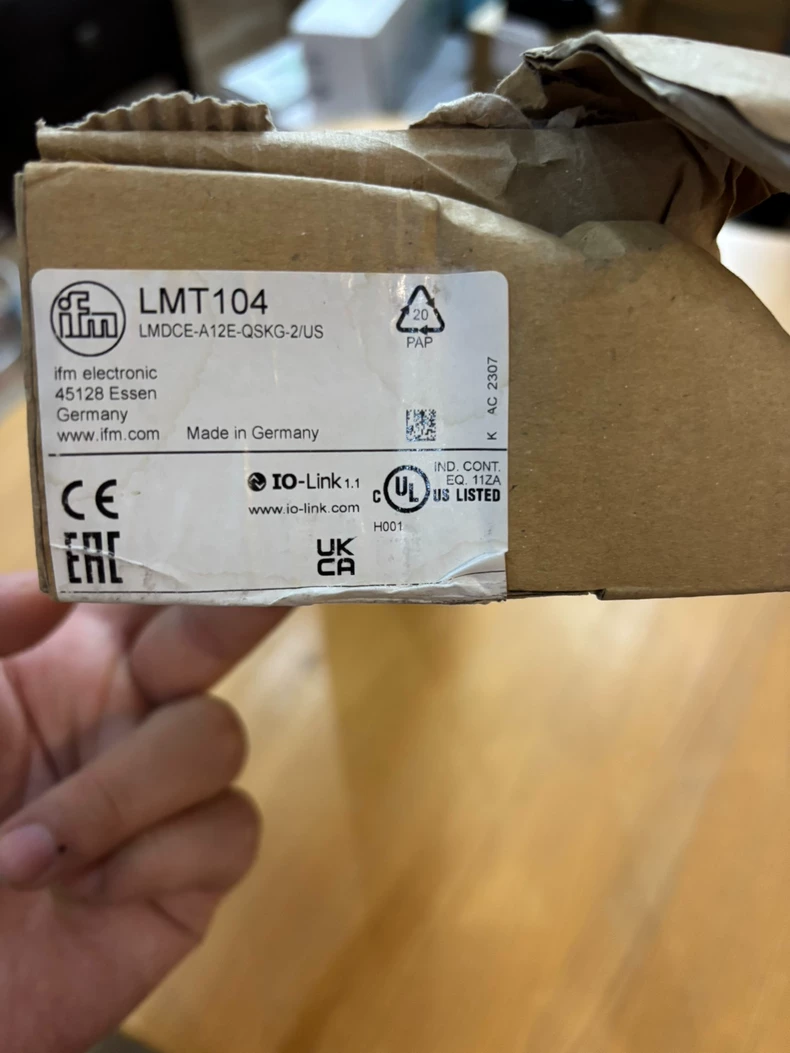 ifm
LMT104
LMDCE-A12E-QSKG-2/US
20
PAP
ifm electronic
45128 Essen
Germany
www.ifm.com
Made in Germany
K AC 2307
CE
IO-Link 1.1
www.io-link.com
C UL US LISTED
IND. CONT.
EQ. 11ZA
H001
EAC
UK
CA